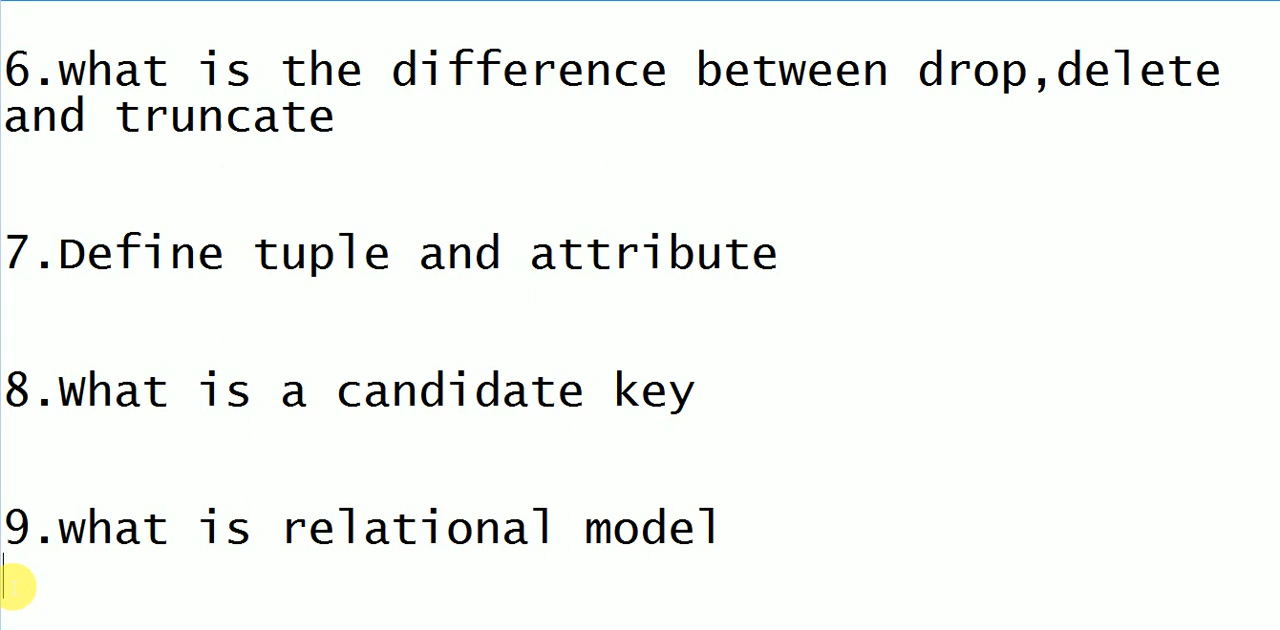 6.what is the difference between drop,delete
and truncate
7.Define tuple and attribute
8.What is a candidate key
9.what is relational model